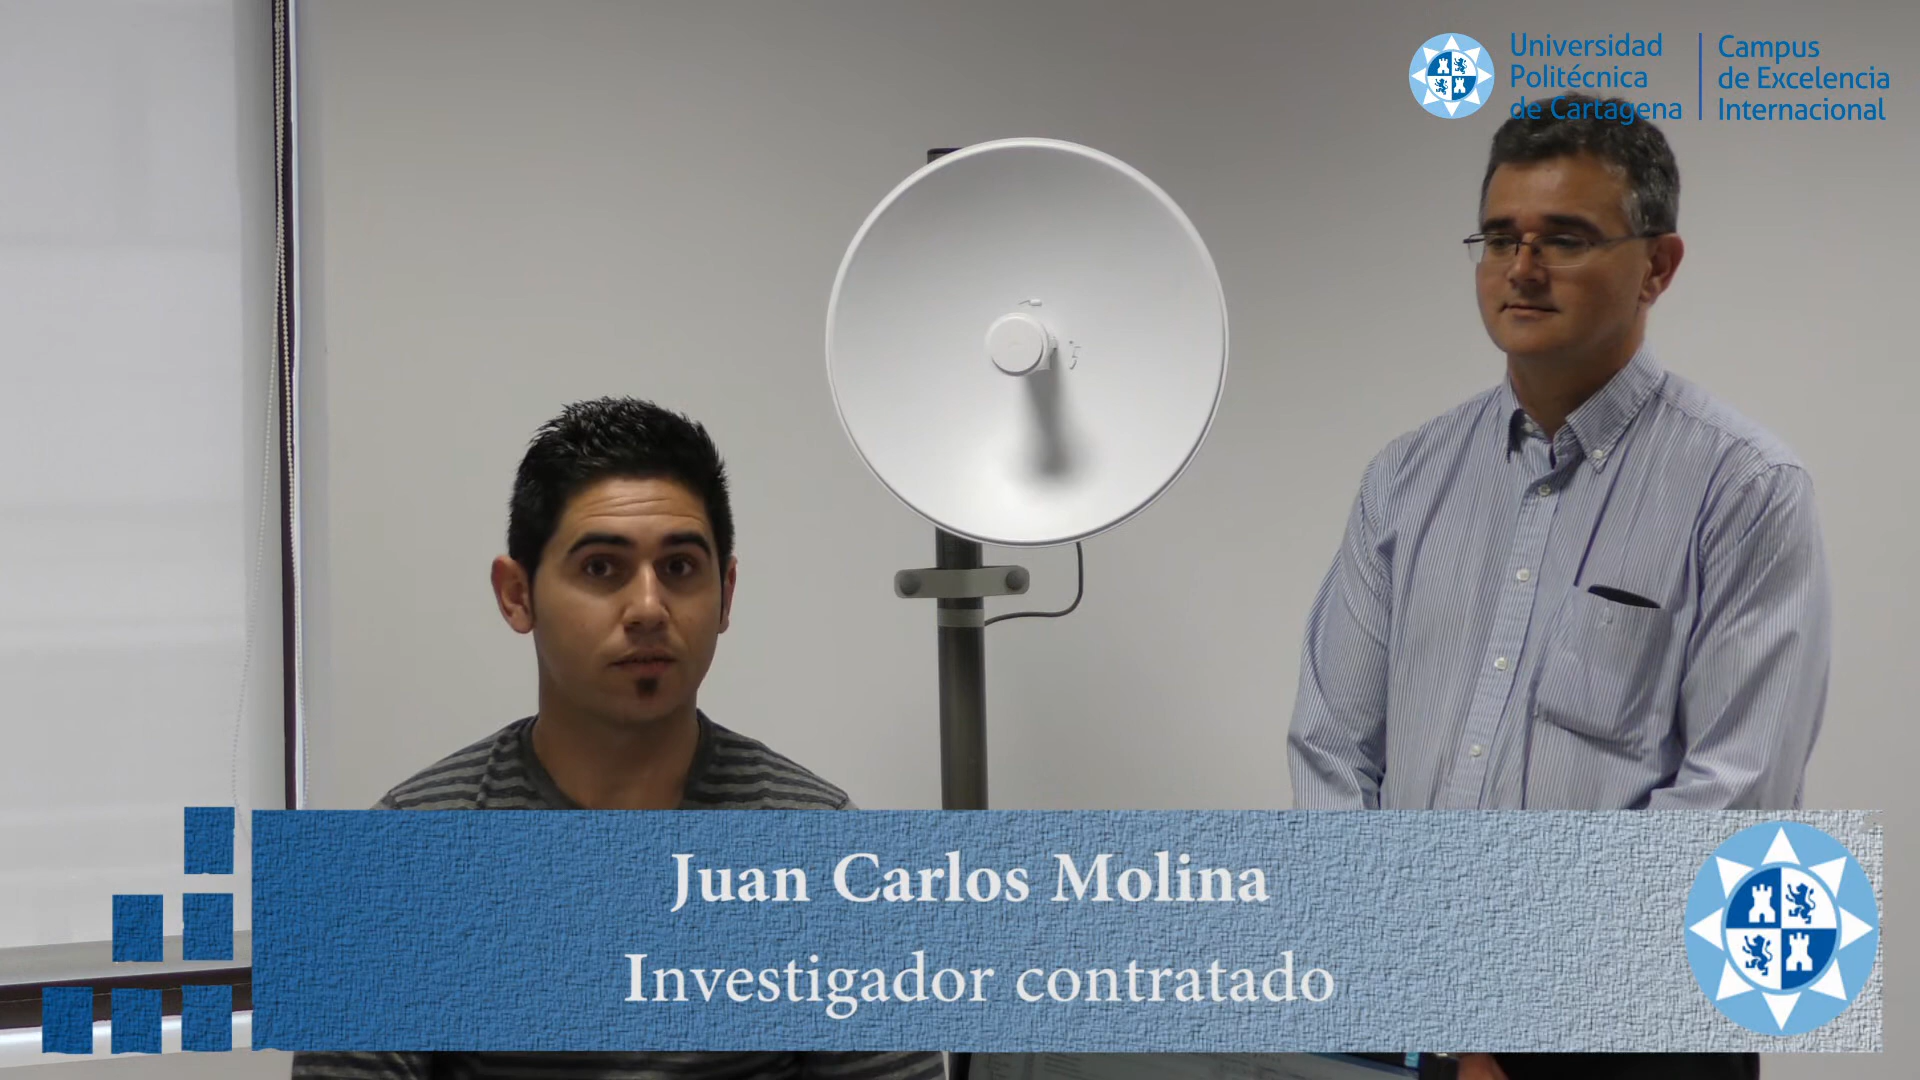 Universidad
Politécnica
de Cartagena
Campus
de Excelencia
Internacional
Juan Carlos Molina
Investigador contratado